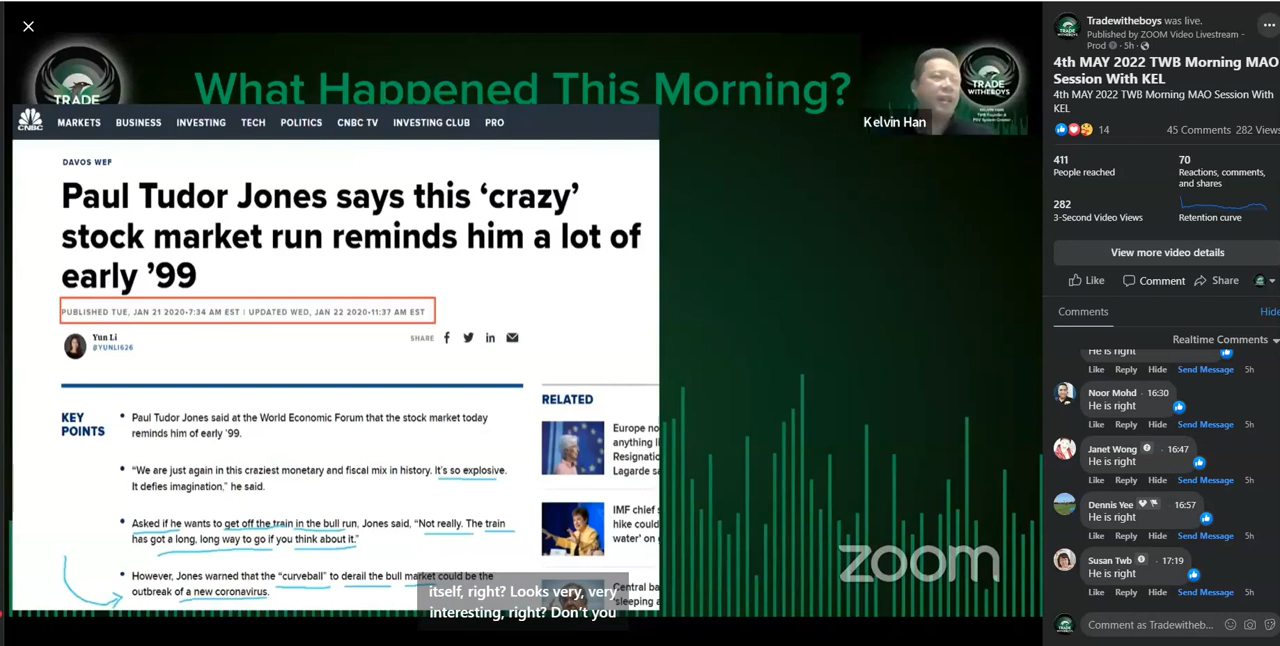 What Happened This Morning?
TRADE
TRADE
WITHEBOYS
Kelvin Han
CNBC
MARKETS BUSINESS INVESTING TECH POLITICS CNBC TV INVESTING CLUB PRO
DAVOS WEF
Paul Tudor Jones says this ‘crazy’
stock market run reminds him a lot of
early ’99
PUBLISHED TUE, JAN 21 2020•7:34 AM EST | UPDATED WED, JAN 22 2020•11:37 AM EST
Yun Li
@YUNLI626
SHARE
KEY
POINTS
• Paul Tudor Jones said at the World Economic Forum that the stock market today
reminds him of early ’99.
• “We are just again in this craziest monetary and fiscal mix in history. It’s so explosive.
It defies imagination,” he said.
• Asked if he wants to get off the train in the bull run, Jones said, “Not really. The train
has got a long, long way to go if you think about it.”
• However, Jones warned that the “curveball” to derail the bull market could be the
outbreak of a new coronavirus.
RELATED
Europe no
anything li
Resignatio
Lagarde sa
IMF chief s
hike could
water’ on
Central ba
sleeping a
itself, right? Looks very, very,
interesting, right? Don’t you
zoom
Tradewitheboys was live.
Published by ZOOM Video Livestream -
Prod · 5h ·
4th MAY 2022 TWB Morning MAO
Session With KEL
4th MAY 2022 TWB Morning MAO Session With
KEL
14
45 Comments 282 Views
411
People reached
70
Reactions, comments,
and shares
282
3-Second Video Views
Retention curve
View more video details
Like Comment Share
Comments
Hide
Realtime Comments
He is right
Like Reply Hide Send Message 5h
Noor Mohd · 16:30
He is right
Like Reply Hide Send Message 5h
Janet Wong · 16:47
He is right
Like Reply Hide Send Message 5h
Dennis Yee · 16:57
He is right
Like Reply Hide Send Message 5h
Susan Twb · 17:19
He is right
Like Reply Hide Send Message 5h
Comment as Tradewitheb...